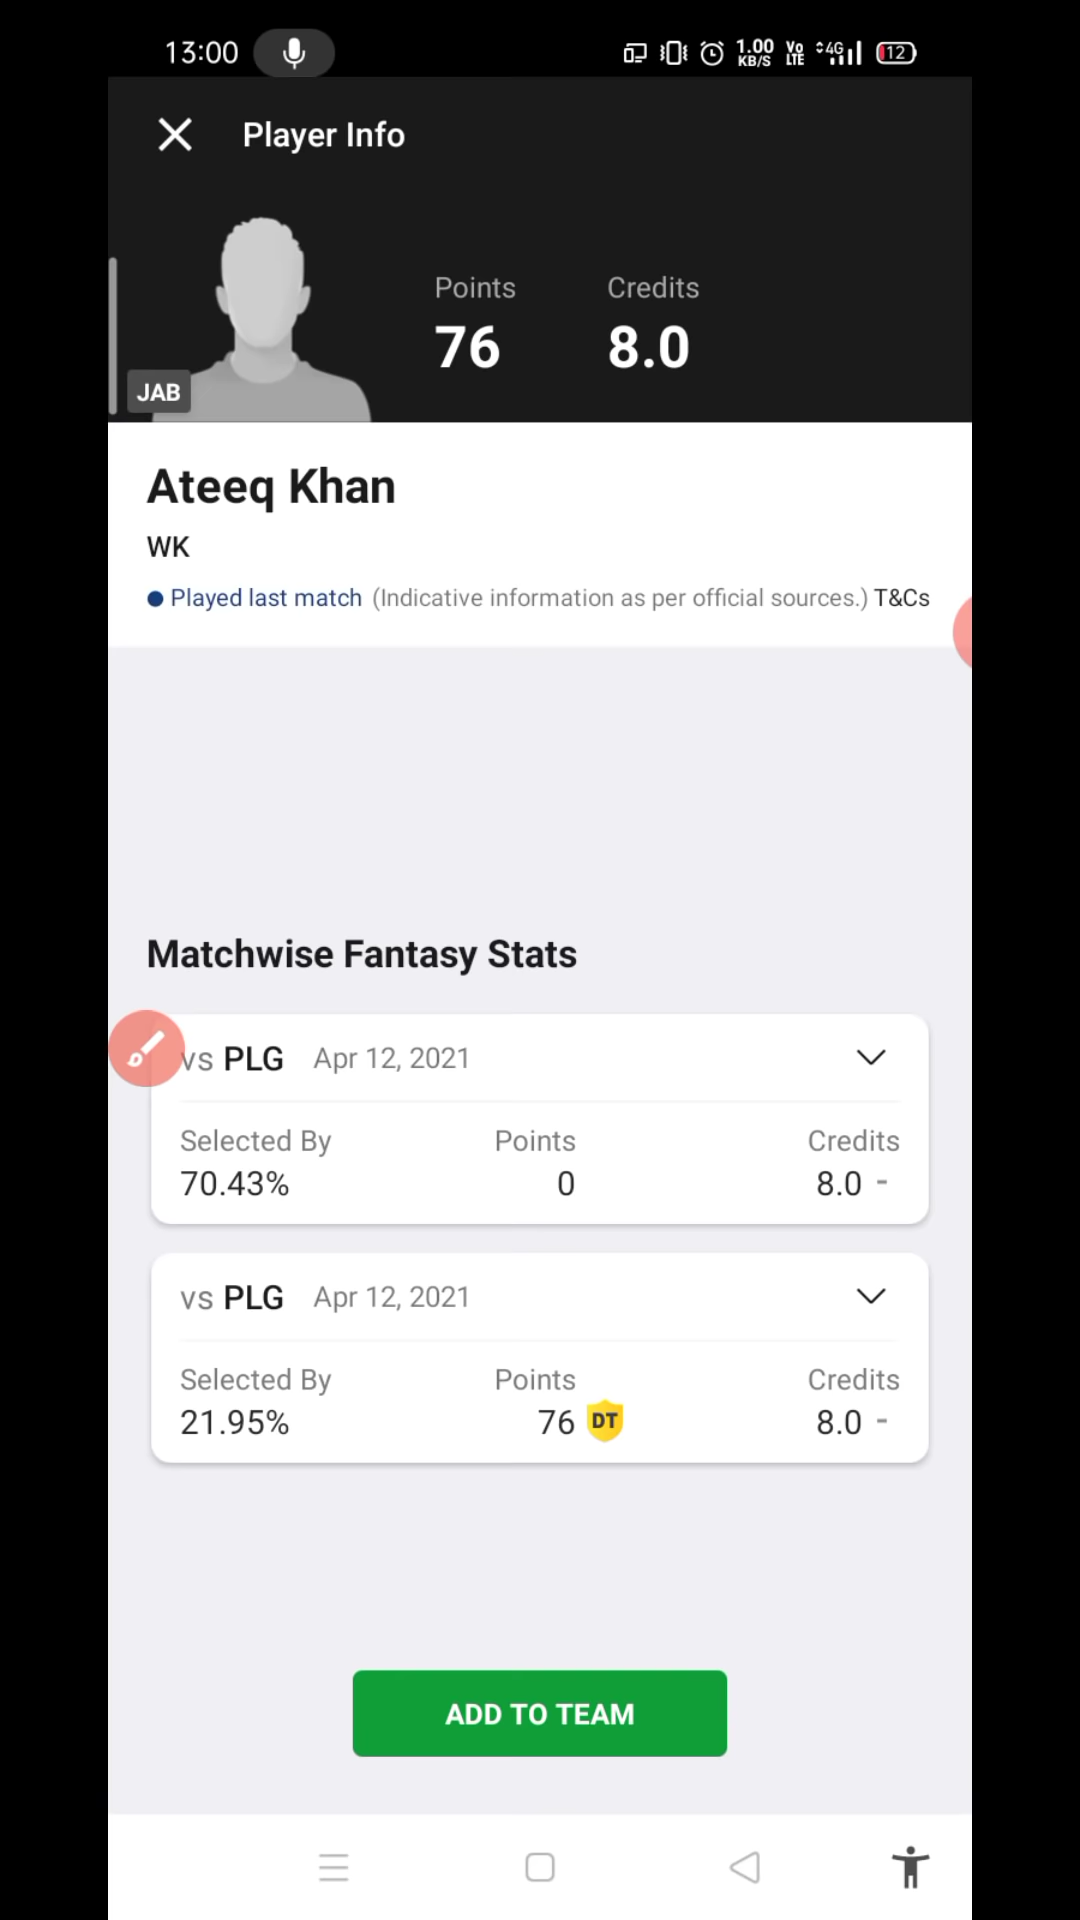 13:00 1.00 KB/S Vo LTE 4G 12
Player Info
Points Credits
76 8.0
JAB
Ateeq Khan
WK
Played last match (Indicative information as per official sources.) T&Cs
Matchwise Fantasy Stats
vs PLG Apr 12, 2021
Selected By Points Credits
70.43% 0 8.0 -
vs PLG Apr 12, 2021
Selected By Points Credits
21.95% 76 DT 8.0 -
ADD TO TEAM